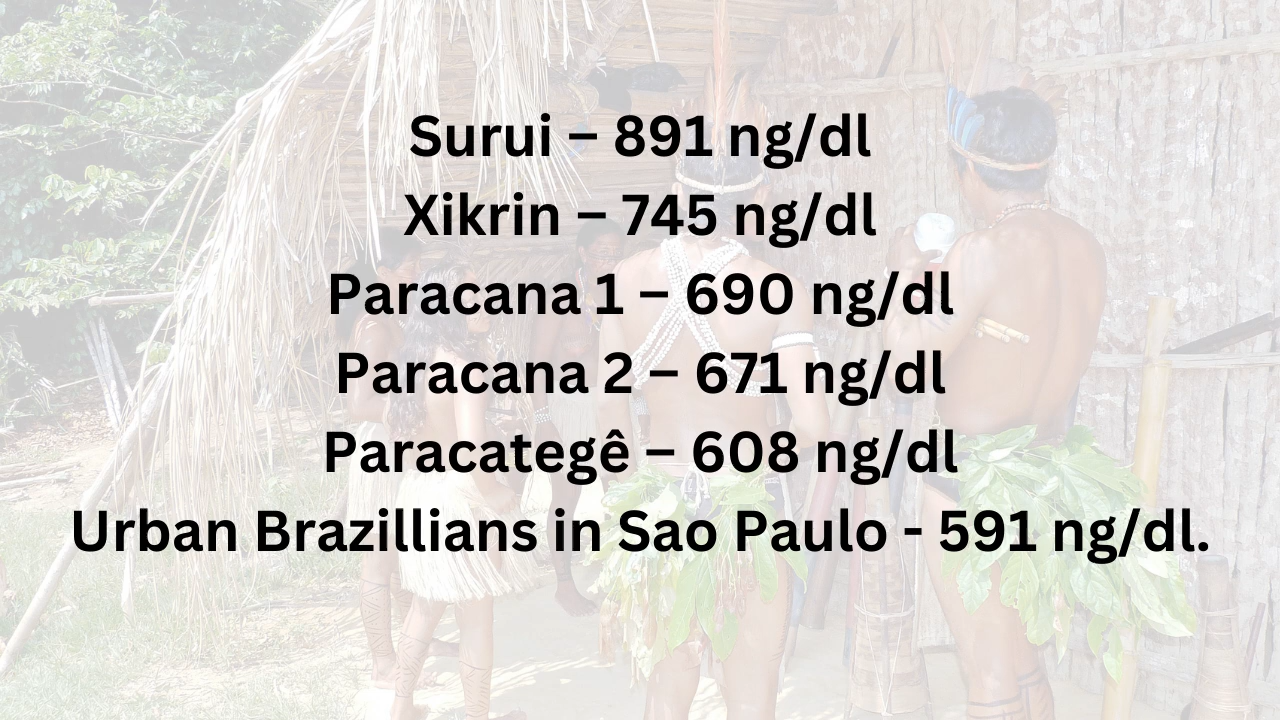 Surui – 891 ng/dl
Xikrin – 745 ng/dl
Paracana 1 – 690 ng/dl
Paracana 2 – 671 ng/dl
Paracategê – 608 ng/dl
Urban Brazillians in Sao Paulo - 591 ng/dl.